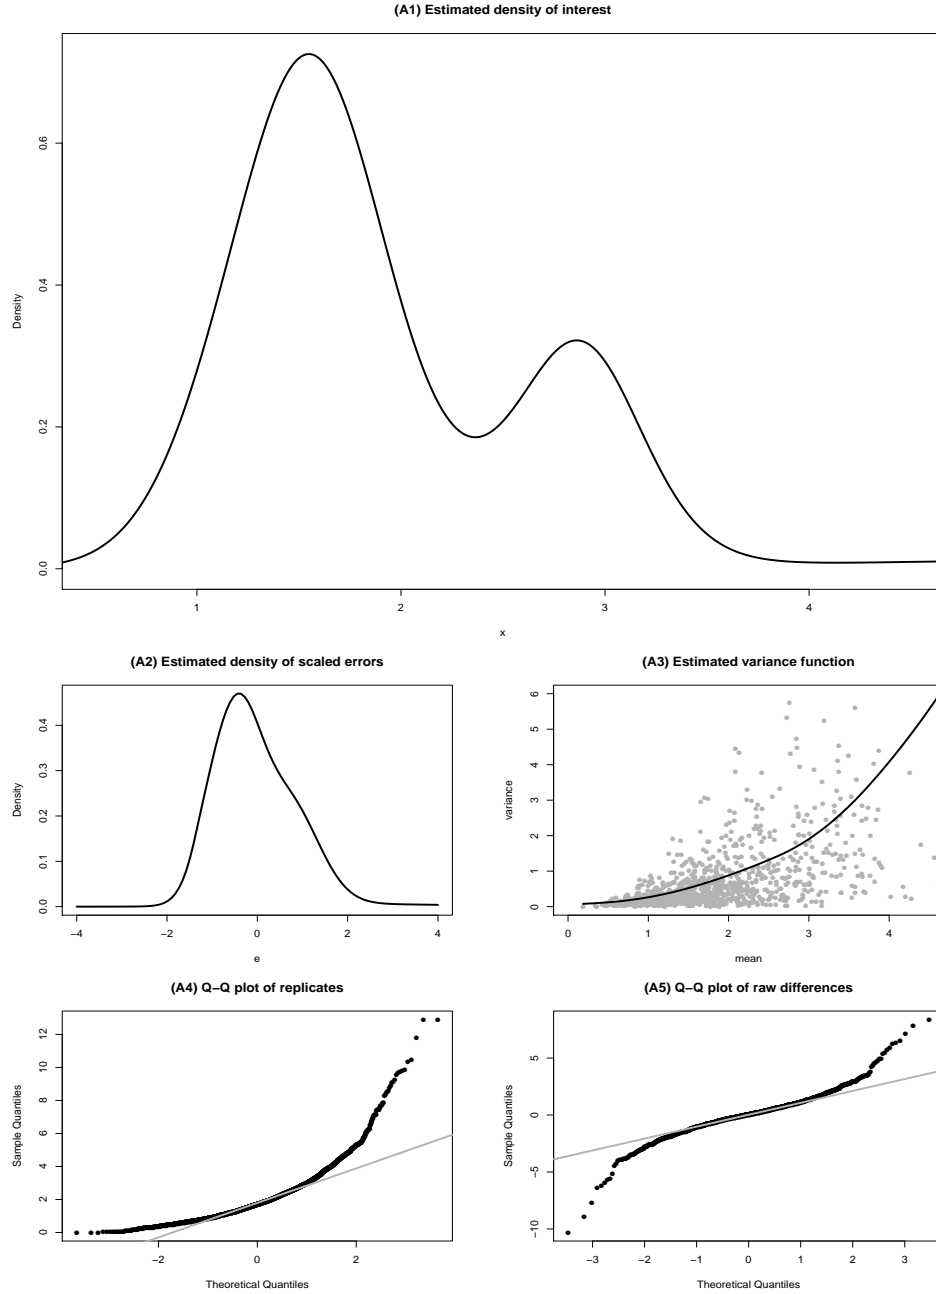 (A1) Estimated density of interest
Density
0.0
0.2
0.4
0.6
1 2 3 4
x
(A2) Estimated density of scaled errors
Density
0.0
0.1
0.2
0.3
0.4
−4 −2 0 2 4
e
(A3) Estimated variance function
variance
0
1
2
3
4
5
6
0 1 2 3 4
mean
(A4) Q−Q plot of replicates
Sample Quantiles
0
2
4
6
8
10
12
−2 0 2
Theoretical Quantiles
(A5) Q−Q plot of raw differences
Sample Quantiles
−10
−5
0
5
−3 −2 −1 0 1 2 3
Theoretical Quantiles